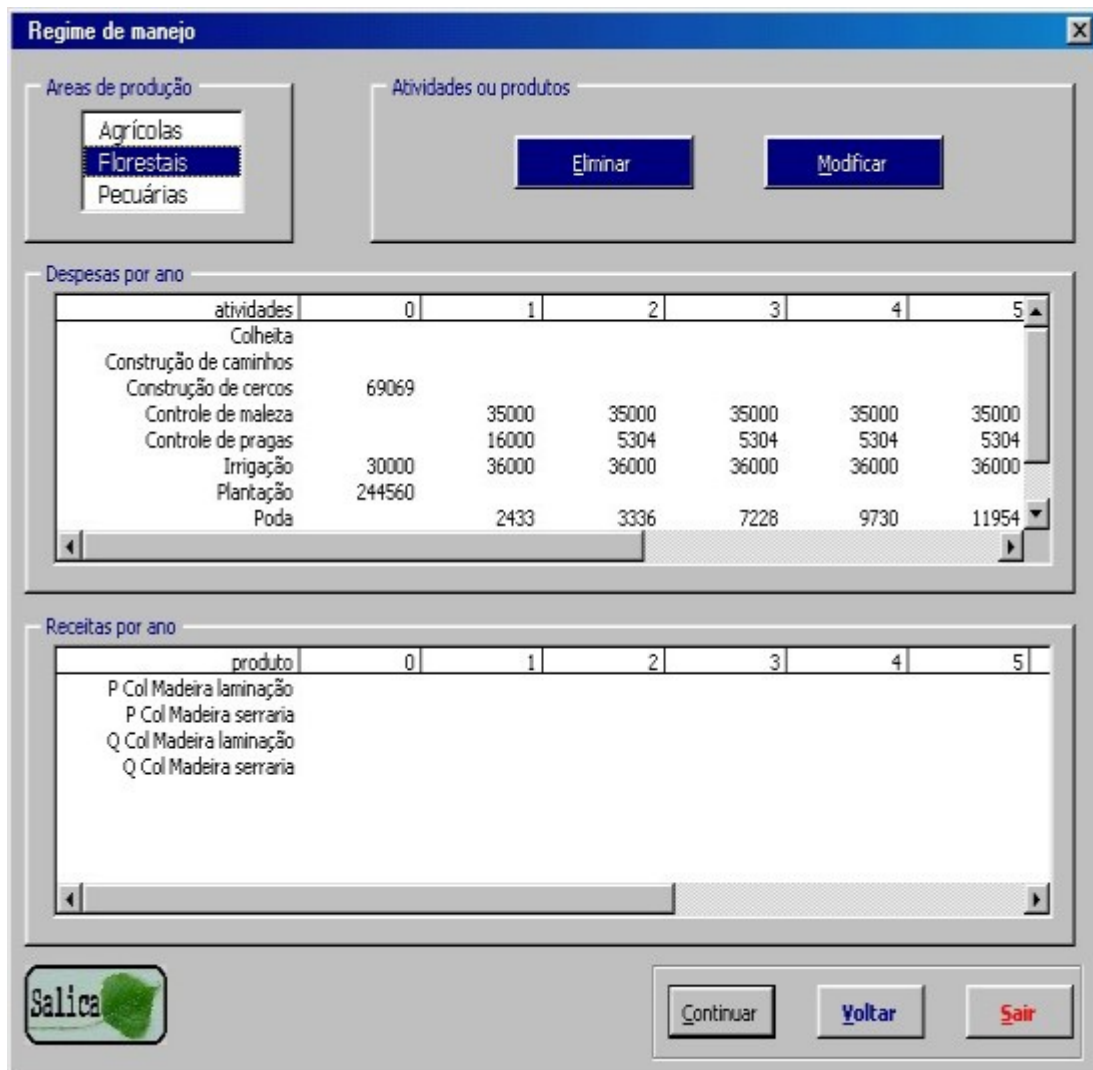 Regime de manejo
Areas de produção
Agrícolas
Florestais
Pecuárias
Atividades ou produtos
Eliminar
Modificar
Despesas por ano
atividades 0 1 2 3 4 5
Colheita
Construção de caminhos
Construção de cercos 69069
Controle de maleza 35000 35000 35000 35000 35000
Controle de pragas 16000 5304 5304 5304 5304
Irrigação 30000 36000 36000 36000 36000 36000
Plantação 244560
Poda 2433 3336 7228 9730 11954
Receitas por ano
produto 0 1 2 3 4 5
P Col Madeira laminação
P Col Madeira serraria
Q Col Madeira laminação
Q Col Madeira serraria
Salica
Continuar
Voltar
Sair